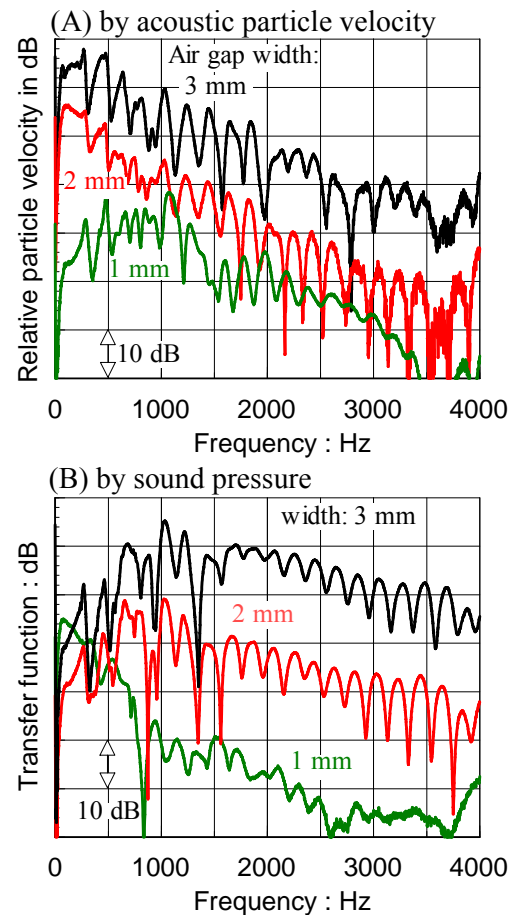 (A) by acoustic particle velocity
Relative particle velocity in dB
Air gap width:
3 mm
2 mm
1 mm
10 dB
0 1000 2000 3000 4000
Frequency : Hz
(B) by sound pressure
Transfer function : dB
width: 3 mm
2 mm
1 mm
10 dB
0 1000 2000 3000 4000
Frequency : Hz